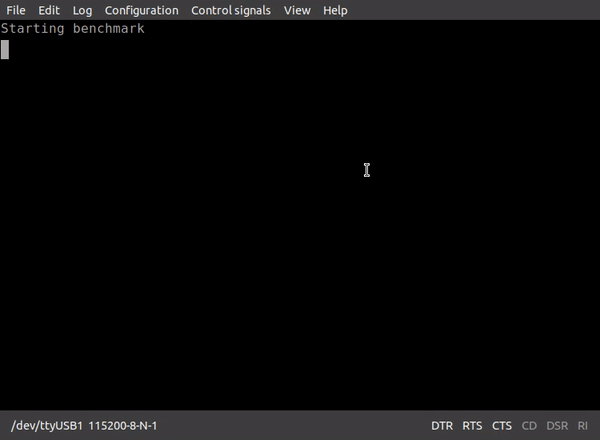 File Edit Log Configuration Control signals View Help
Starting benchmark
/dev/ttyUSB1 115200-8-N-1 DTR RTS CTS CD DSR RI